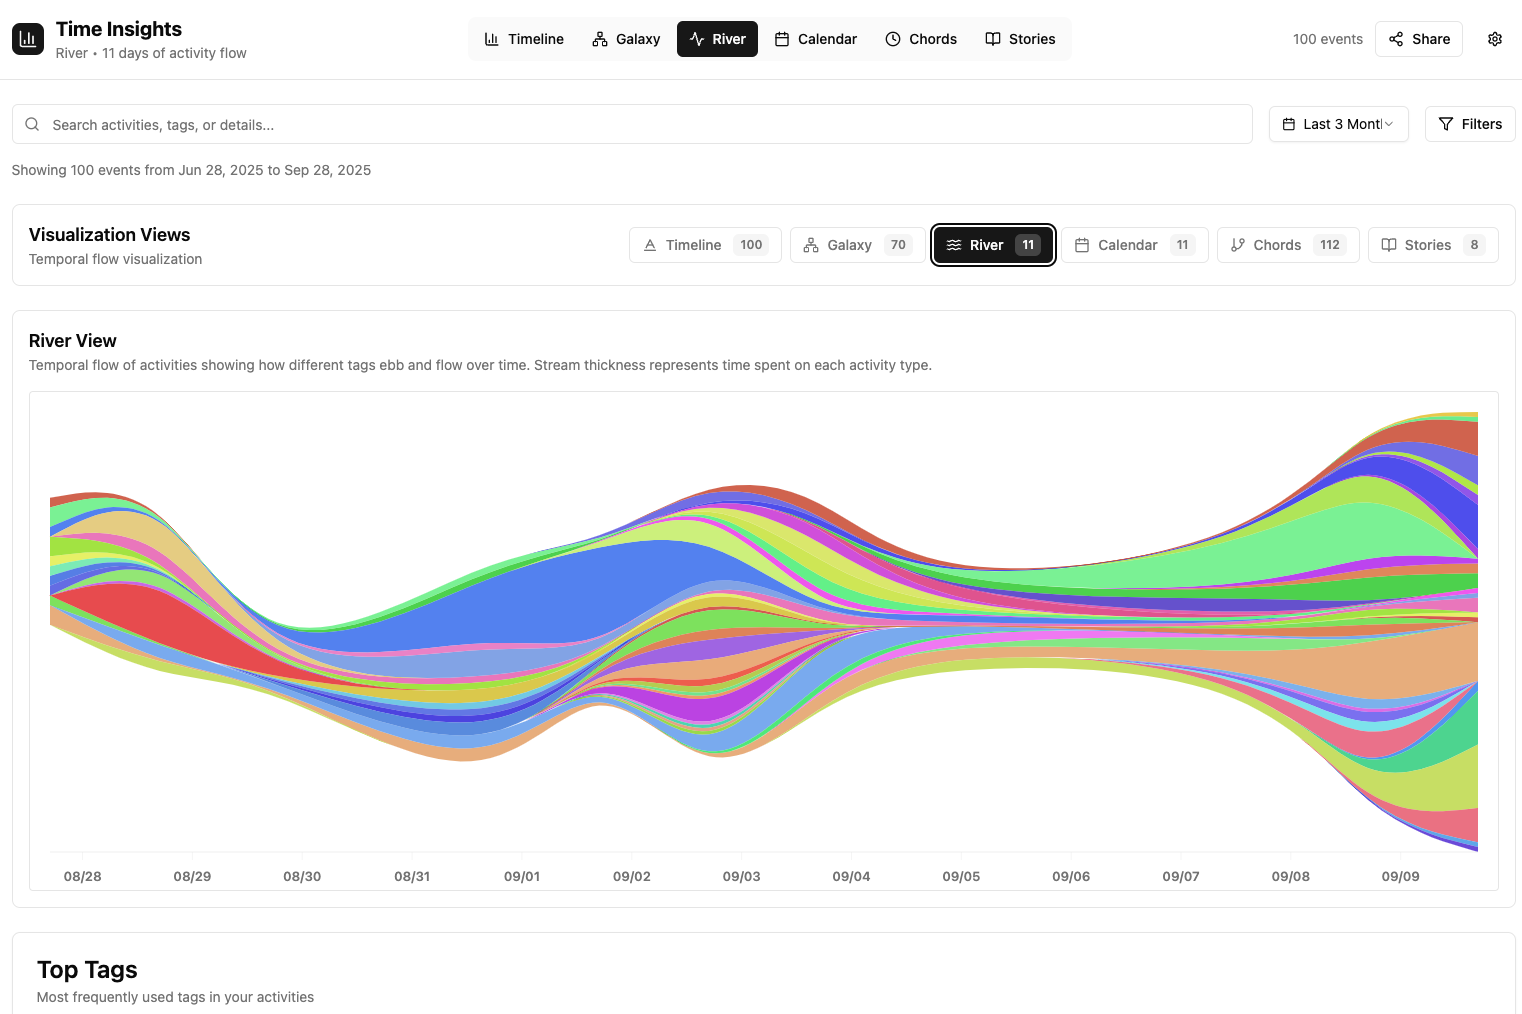 Time Insights
River • 11 days of activity flow
Timeline
Galaxy
River
Calendar
Chords
Stories
100 events
Share
Search activities, tags, or details...
Last 3 Mont
Filters
Showing 100 events from Jun 28, 2025 to Sep 28, 2025
Visualization Views
Temporal flow visualization
Timeline 100
Galaxy 70
River 11
Calendar 11
Chords 112
Stories 8
River View
Temporal flow of activities showing how different tags ebb and flow over time. Stream thickness represents time spent on each activity type.
08/28 08/29 08/30 08/31 09/01 09/02 09/03 09/04 09/05 09/06 09/07 09/08 09/09
Top Tags
Most frequently used tags in your activities